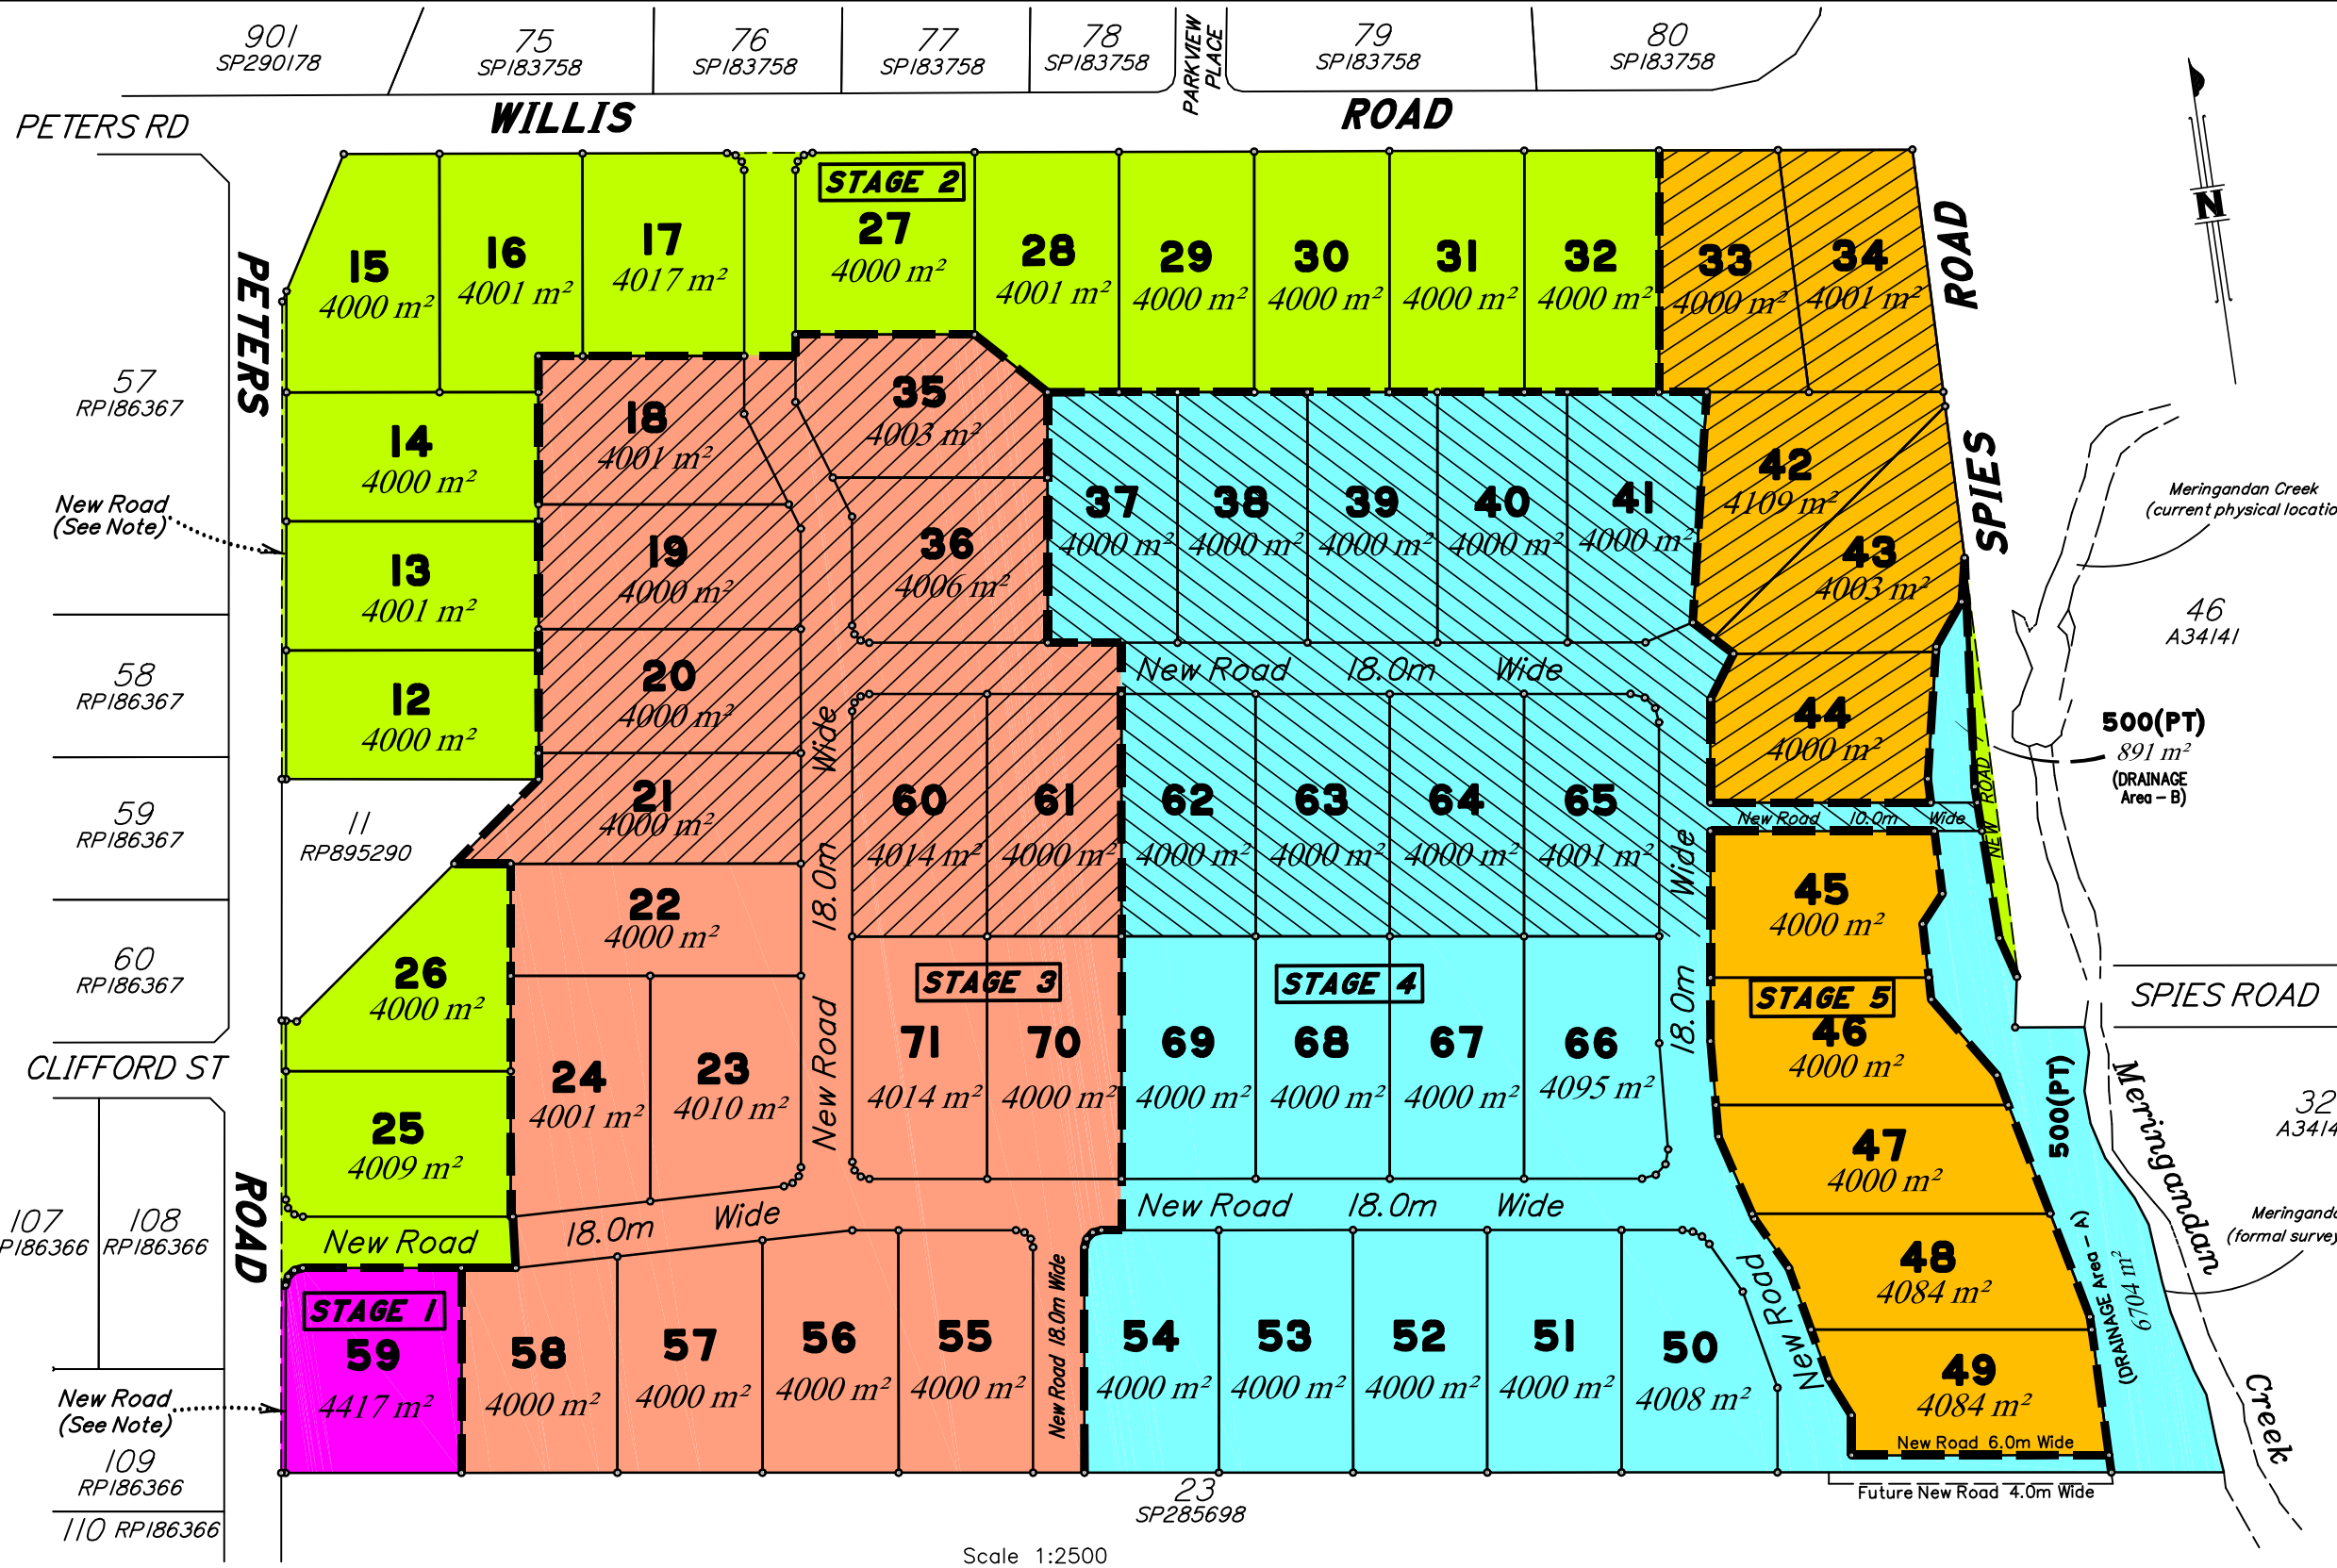 901
SP290178
75
SP183758
76
SP183758
77
SP183758
78
SP183758
PARKVIEW
PLACE
79
SP183758
80
SP183758
PETERS RD
WILLIS
ROAD
N
STAGE 2
15
4000 m²
16
4001 m²
17
4017 m²
27
4000 m²
28
4001 m²
29
4000 m²
30
4000 m²
31
4000 m²
32
4000 m²
33
4000 m²
34
4001 m²
ROAD
SPIES
PETERS
57
RP186367
14
4000 m²
18
4001 m²
35
4003 m²
New Road
(See Note)
13
4001 m²
19
4000 m²
36
4006 m²
37
4000 m²
38
4000 m²
39
4000 m²
40
4000 m²
41
4000 m²
42
4109 m²
43
4003 m²
Meringandan Creek
(current physical locatio
46
A34141
58
RP186367
12
4000 m²
20
4000 m²
New Road 18.0m Wide
44
4000 m²
500(PT)
891 m²
(DRAINAGE
Area - B)
NEW ROAD
New Road 10.0m Wide
59
RP186367
11
RP895290
21
4000 m²
New Road 18.0m Wide
60
4014 m²
61
4000 m²
62
4000 m²
63
4000 m²
64
4000 m²
65
4001 m²
18.0m Wide
45
4000 m²
60
RP186367
26
4000 m²
22
4000 m²
STAGE 3
STAGE 4
STAGE 5
SPIES ROAD
CLIFFORD ST
24
4001 m²
23
4010 m²
71
4014 m²
70
4000 m²
69
4000 m²
68
4000 m²
67
4000 m²
66
4095 m²
46
4000 m²
500(PT)
(DRAINAGE Area - A)
6704 m²
Meringandan
Creek
32
A3414
25
4009 m²
47
4000 m²
107
P186366
108
RP186366
ROAD
New Road
18.0m Wide
New Road 18.0m Wide
New Road
48
4084 m²
Meringanda
(formal survey
STAGE 1
59
4417 m²
58
4000 m²
57
4000 m²
56
4000 m²
55
4000 m²
New Road 18.0m Wide
54
4000 m²
53
4000 m²
52
4000 m²
51
4000 m²
50
4008 m²
49
4084 m²
New Road 6.0m Wide
New Road
(See Note)
109
RP186366
110 RP186366
23
SP285698
Future New Road 4.0m Wide
Scale 1:2500